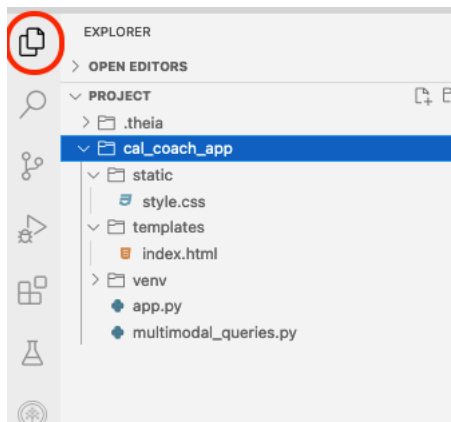 EXPLORER
OPEN EDITORS
PROJECT
.theia
cal_coach_app
static
style.css
templates
index.html
venv
app.py
multimodal_queries.py